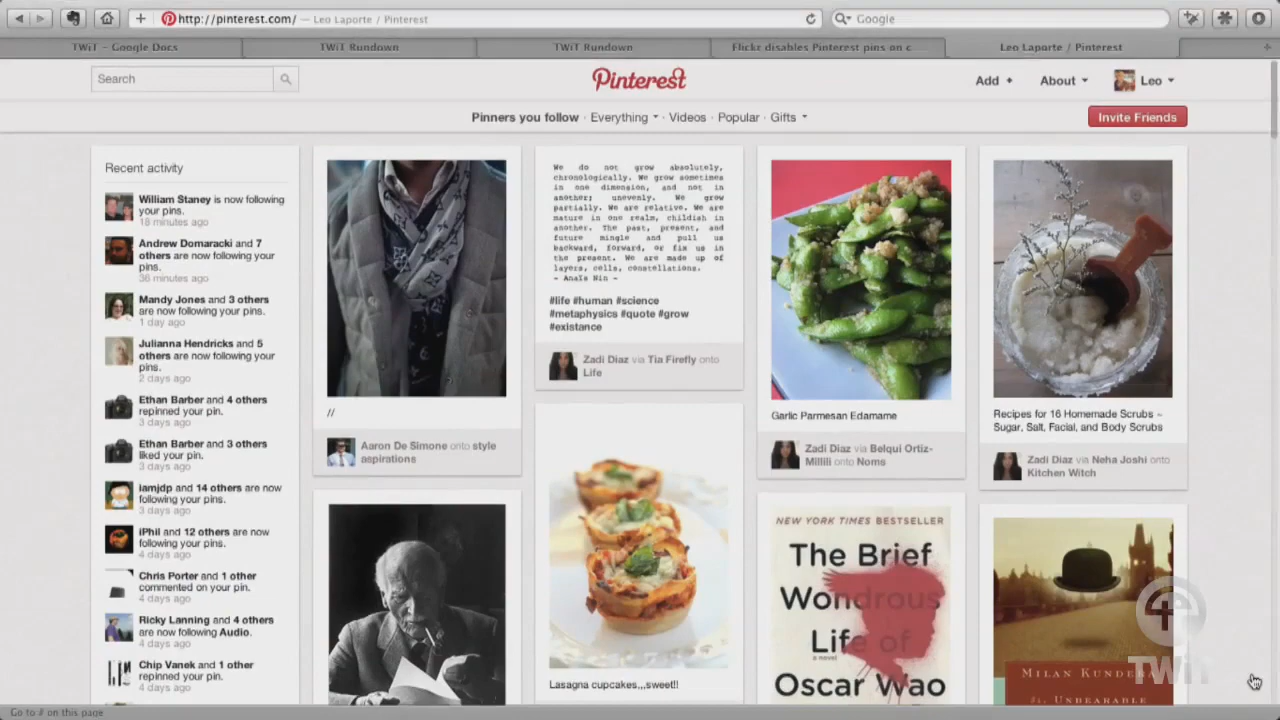 http://pinterest.com/ — Leo Laporte / Pinterest
Google
TWiT – Google Docs
TWiT Rundown
TWiT Rundown
Flickr disables Pinterest pins on c
Leo Laporte / Pinterest
Search
Pinterest
Add +
About
Leo
Pinners you follow · Everything · Videos · Popular · Gifts
Invite Friends
Recent activity
William Staney is now following
your pins.
18 minutes ago
Andrew Domaracki and 7
others are now following your
pins.
36 minutes ago
Mandy Jones and 3 others
are now following your pins.
1 day ago
Julianna Hendricks and 5
others are now following your
pins.
2 days ago
Ethan Barber and 4 others
repinned your pin.
3 days ago
Ethan Barber and 3 others
liked your pin.
3 days ago
iamjdp and 14 others are now
following your pins.
3 days ago
iPhil and 12 others are now
following your pins.
4 days ago
Chris Porter and 1 other
commented on your pin.
4 days ago
Ricky Lanning and 4 others
are now following Audio.
4 days ago
Chip Vanek and 1 other
repinned your pin.
4 days ago
//
Aaron De Simone onto style
aspirations
We do not grow absolutely,
chronologically. We grow sometimes
in one dimension, and not in
another; unevenly. We grow
partially. We are relative. We are
mature in one realm, childish in
another. The past, present, and
future mingle and pull us
backward, forward, or fix us in
the present. We are made up of
layers, cells, constellations.
~ Anaïs Nin ~
#life #human #science
#metaphysics #quote #grow
#existance
Zadi Diaz via Tia Firefly onto
Life
Lasagna cupcakes,,,sweet!!
Garlic Parmesan Edamame
Zadi Diaz via Belqui Ortiz-
Millili onto Noms
NEW YORK TIMES BESTSELLER
The Brief
Wondrous
Life of
a novel
Oscar Wao
Recipes for 16 Homemade Scrubs ~
Sugar, Salt, Facial, and Body Scrubs
Zadi Diaz via Neha Joshi onto
Kitchen Witch
MILAN KUNDERA
UNBEARABLE
TWiT
Go to # on this page